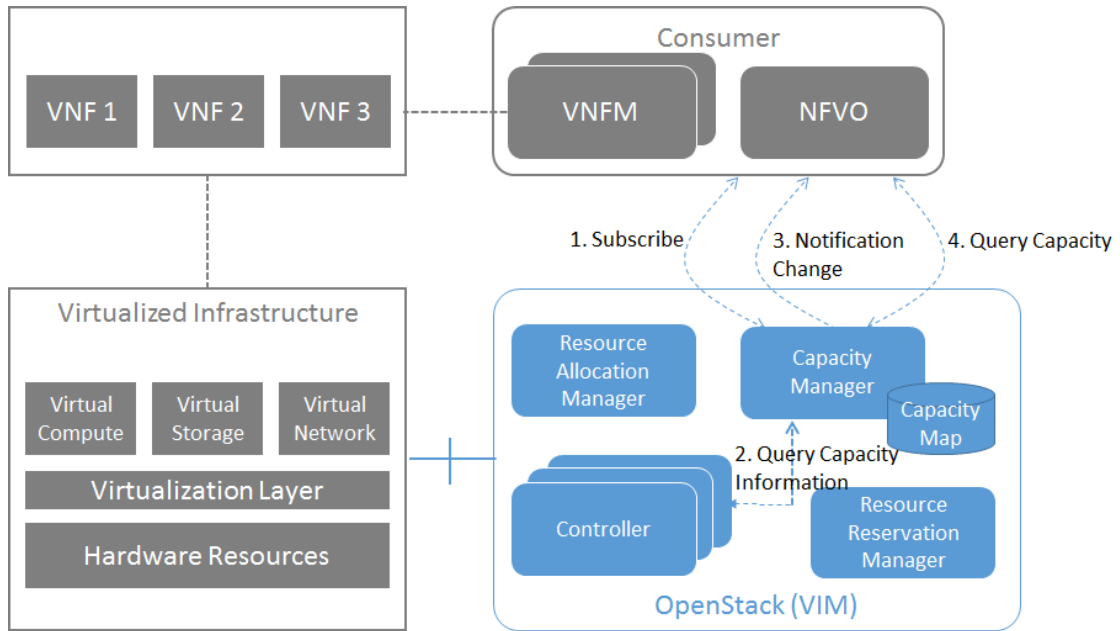 Consumer
VNF 1
VNF 2
VNF 3
VNFM
NFVO
1. Subscribe
3. Notification
Change
4. Query Capacity
Virtualized Infrastructure
Virtual
Compute
Virtual
Storage
Virtual
Network
Virtualization Layer
Hardware Resources
Resource
Allocation
Manager
Capacity
Manager
Capacity
Map
2. Query Capacity
Information
Controller
Resource
Reservation
Manager
OpenStack (VIM)